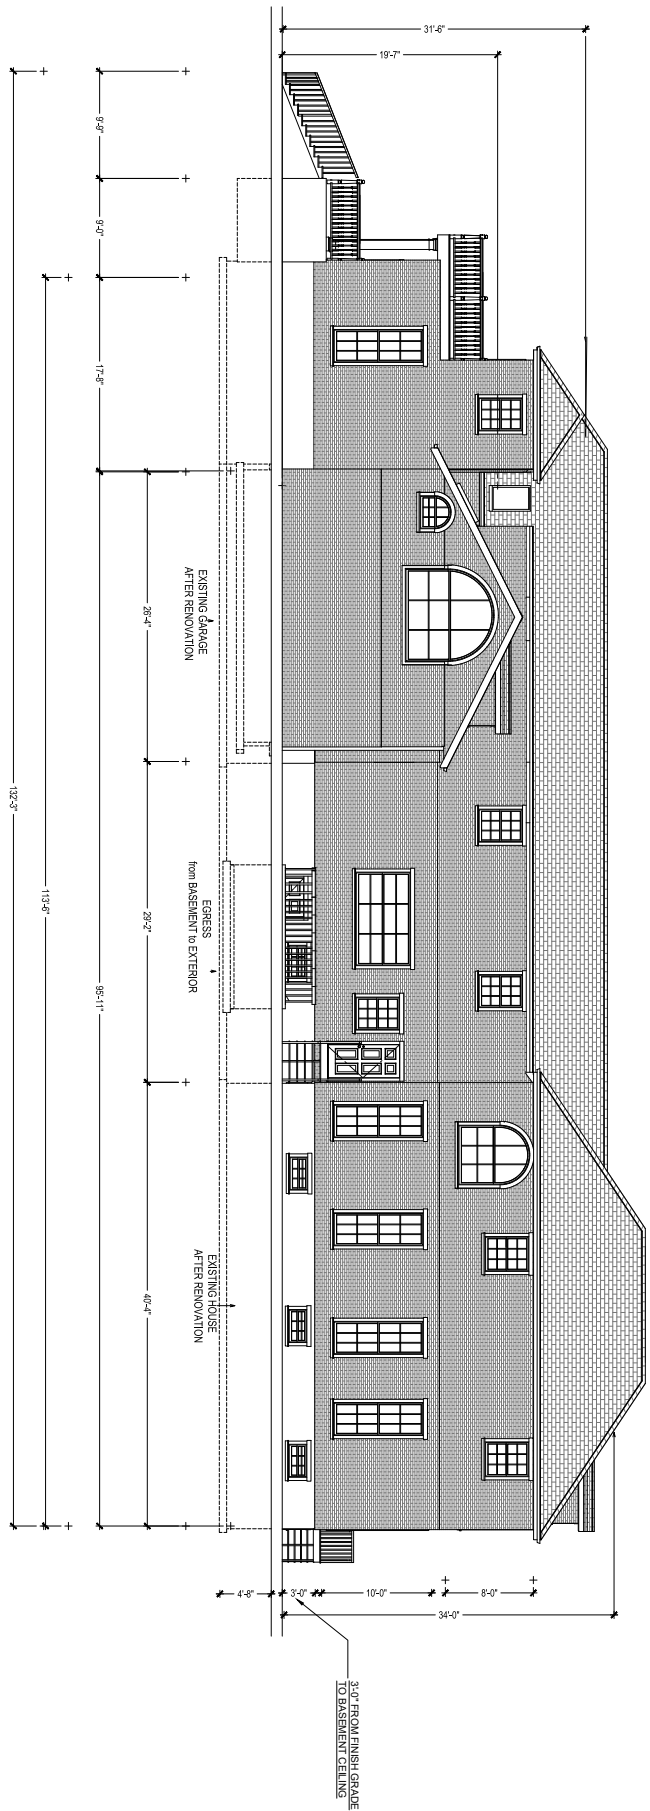 31'-6"
19'-7"
9'-8"
9'-0"
17'-8"
EXISTING GARAGE
AFTER RENOVATION
26'-4"
132'-3"
113'-6"
95'-11"
EGRESS
from BASEMENT to EXTERIOR
29'-2"
EXISTING HOUSE
AFTER RENOVATION
40'-4"
4'-8"
3'-0"
10'-0"
8'-0"
34'-0"
3'-0" FROM FINISH GRADE
TO BASEMENT CEILING